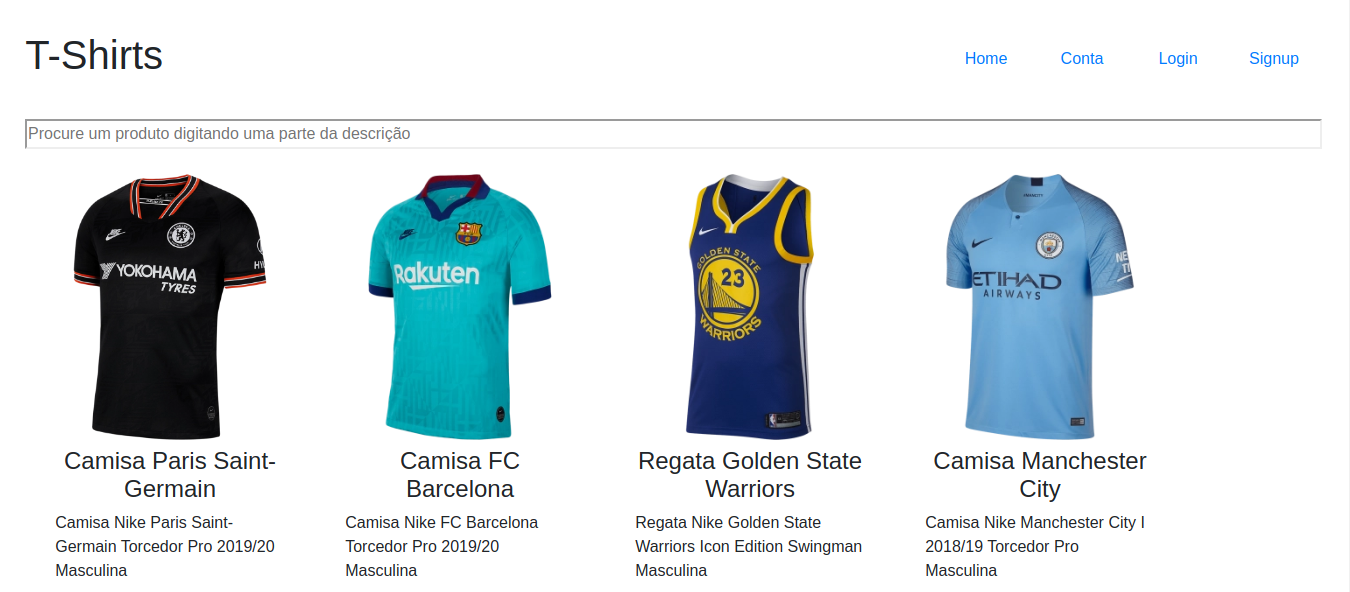 T-Shirts
Home Conta Login Signup
Procure um produto digitando uma parte da descrição
YOKOHAMA
TYRES
Rakuten
GOLDEN STATE
23
WARRIORS
ETIHAD
AIRWAYS
Camisa Paris Saint-
Germain
Camisa Nike Paris Saint-
Germain Torcedor Pro 2019/20
Masculina
Camisa FC
Barcelona
Camisa Nike FC Barcelona
Torcedor Pro 2019/20
Masculina
Regata Golden State
Warriors
Regata Nike Golden State
Warriors Icon Edition Swingman
Masculina
Camisa Manchester
City
Camisa Nike Manchester City I
2018/19 Torcedor Pro
Masculina